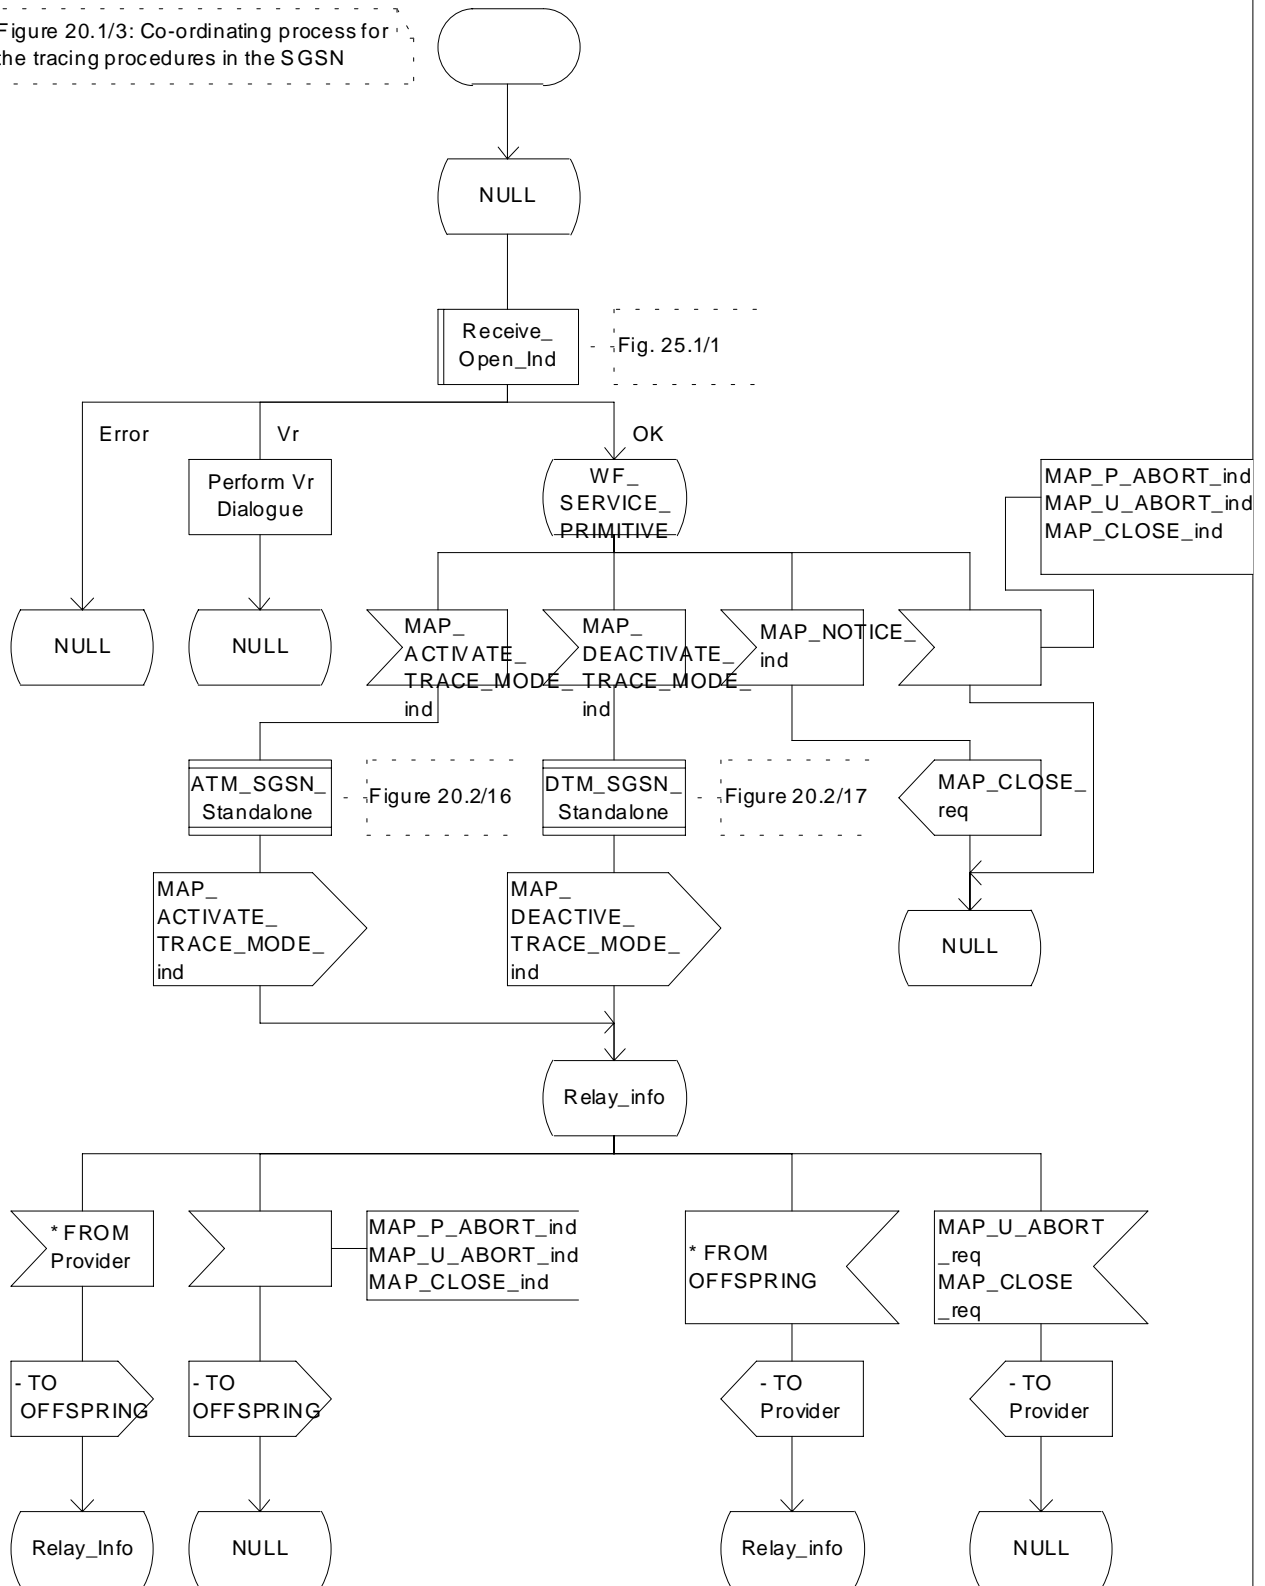 Figure 20.1/3: Co-ordinating process for
the tracing procedures in the SGSN
NULL
Receive_
Open_Ind
Fig. 25.1/1
Error
Vr
OK
Perform Vr
Dialogue
WF_
SERVICE_
PRIMITIVE
MAP_P_ABORT_ind
MAP_U_ABORT_ind
MAP_CLOSE_ind
NULL
NULL
MAP_
ACTIVATE_
TRACE_MODE_
ind
MAP_
DEACTIVATE_
TRACE_MODE_
ind
MAP_NOTICE_
ind
ATM_SGSN_
Standalone
Figure 20.2/16
DTM_SGSN_
Standalone
Figure 20.2/17
MAP_CLOSE_
req
MAP_
ACTIVATE_
TRACE_MODE_
ind
MAP_
DEACTIVE_
TRACE_MODE_
ind
NULL
Relay_info
* FROM
Provider
MAP_P_ABORT_ind
MAP_U_ABORT_ind
MAP_CLOSE_ind
* FROM
OFFSPRING
MAP_U_ABORT
_req
MAP_CLOSE
_req
- TO
OFFSPRING
- TO
OFFSPRING
- TO
Provider
- TO
Provider
Relay_Info
NULL
Relay_info
NULL